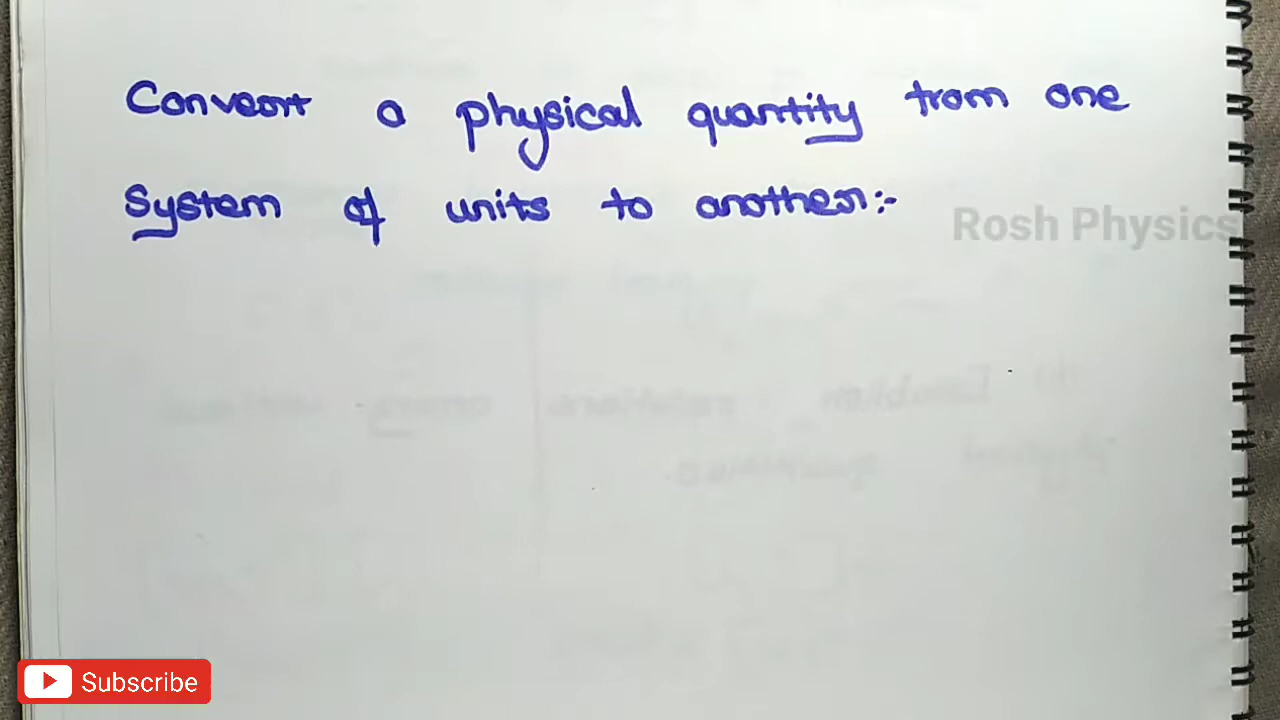 Convert a physical quantity from one
System of units to another:-
Rosh Physics
Subscribe